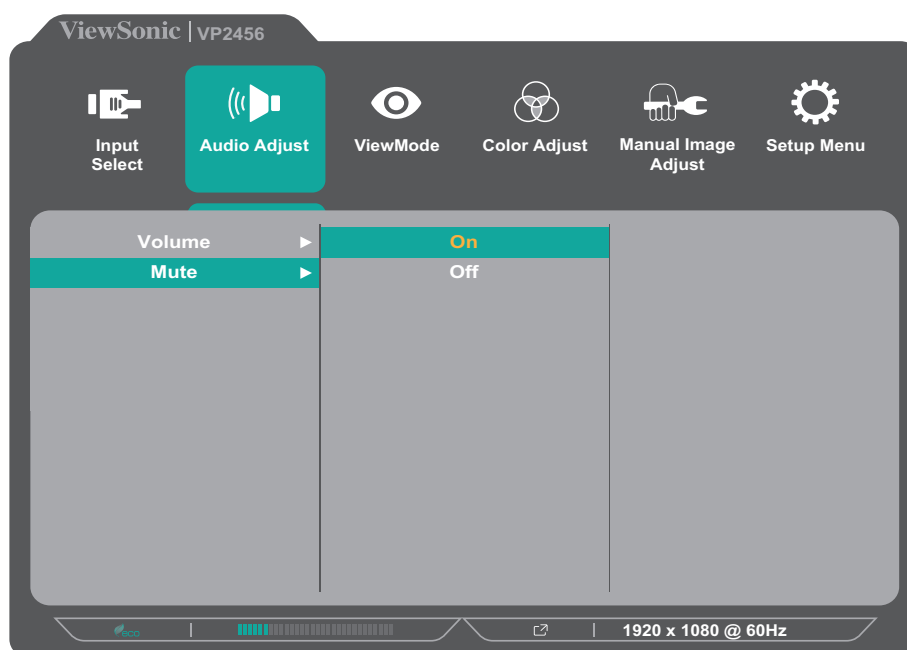 ViewSonic | VP2456
Input Select
Audio Adjust
ViewMode
Color Adjust
Manual Image Adjust
Setup Menu
Volume
On
Mute
Off
ECO
1920 x 1080 @ 60Hz